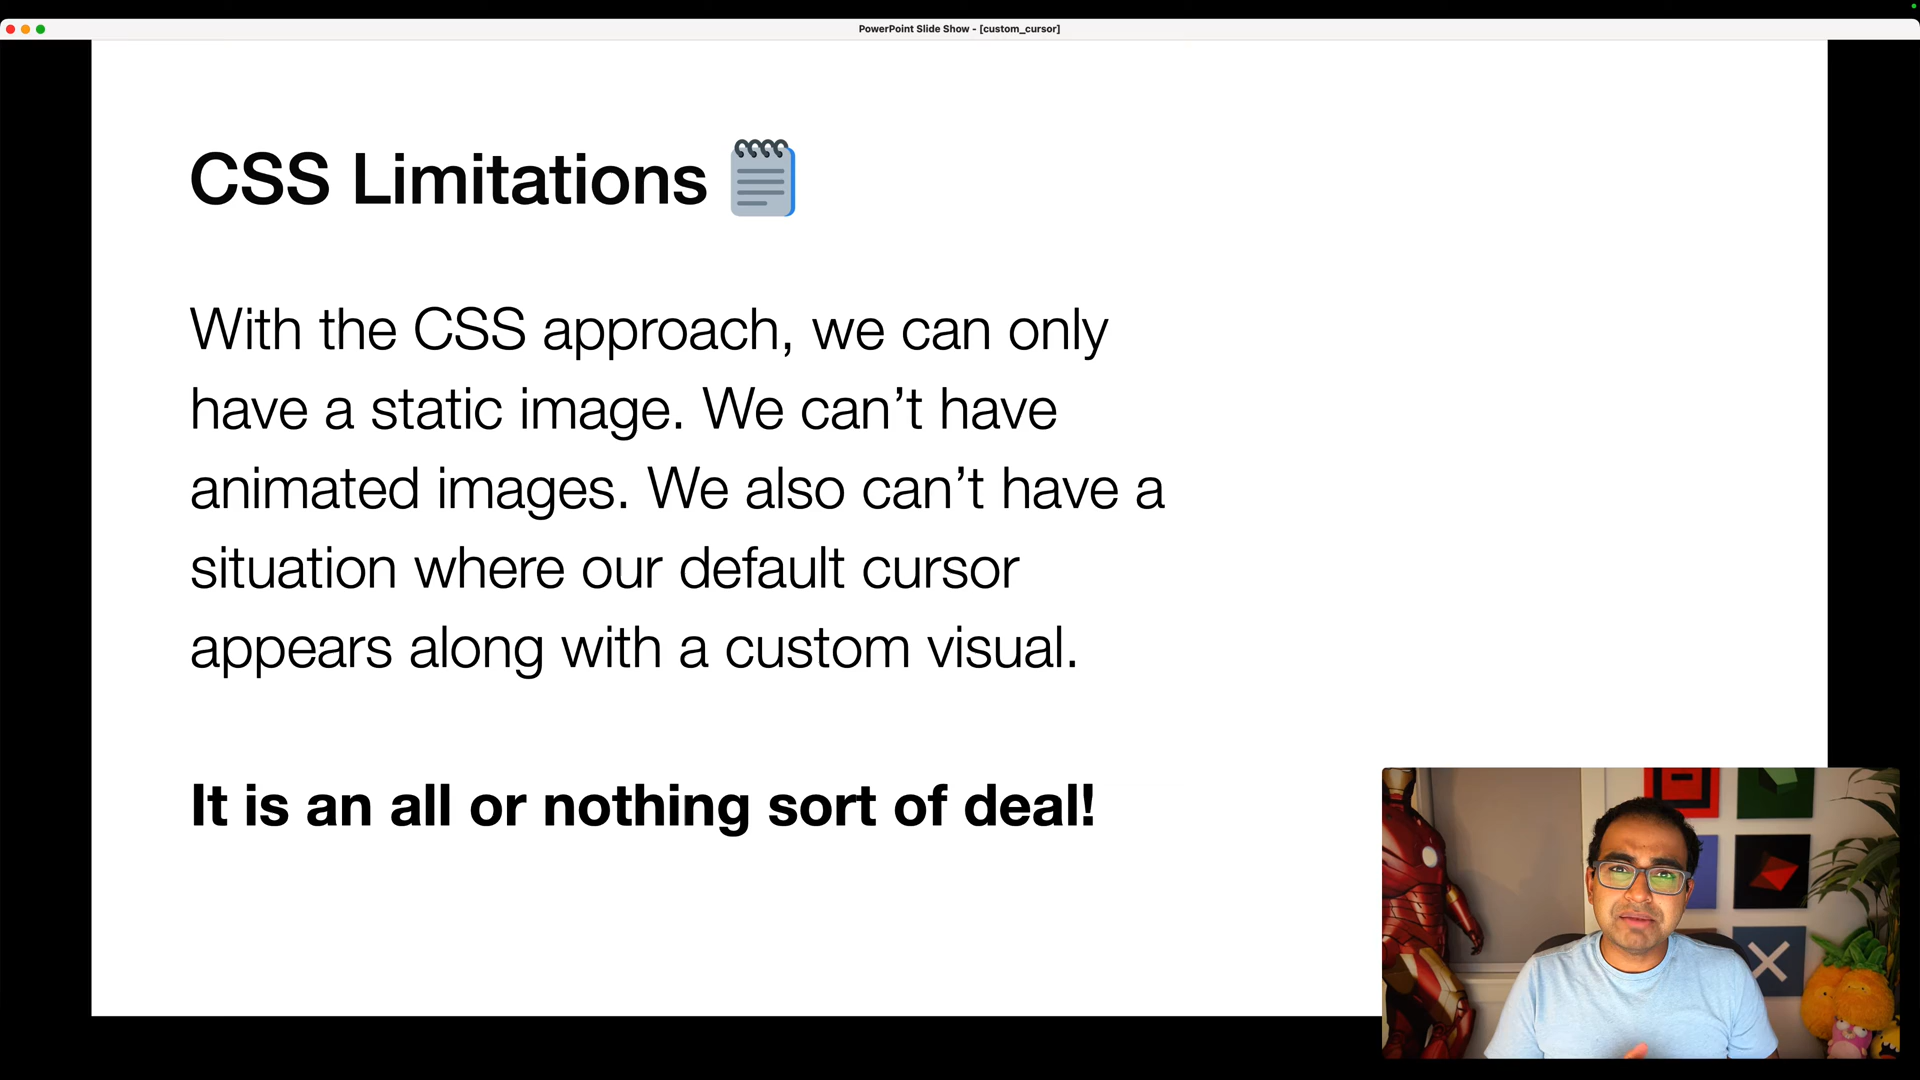 PowerPoint Slide Show - [custom_cursor]
CSS Limitations
With the CSS approach, we can only
have a static image. We can’t have
animated images. We also can’t have a
situation where our default cursor
appears along with a custom visual.
It is an all or nothing sort of deal!